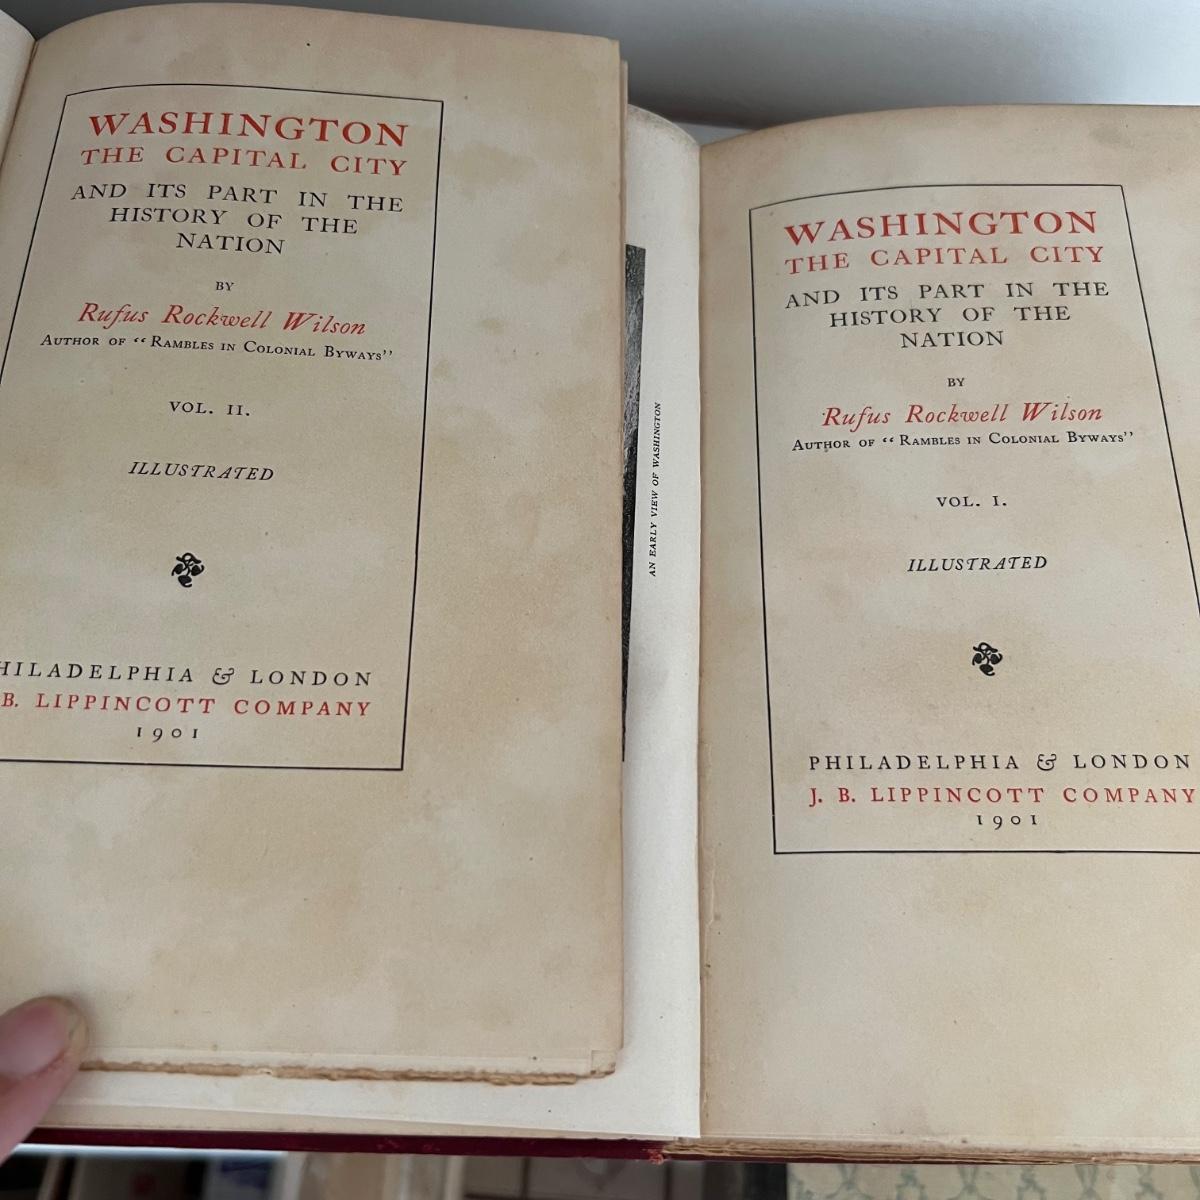 WASHINGTON
THE CAPITAL CITY
AND ITS PART IN THE
HISTORY OF THE
NATION
BY
Rufus Rockwell Wilson
AUTHOR OF “RAMBLES IN COLONIAL BYWAYS”
VOL. II.
ILLUSTRATED
HILADELPHIA & LONDON
B. LIPPINCOTT COMPANY
1901
AN EARLY VIEW OF WASHINGTON
WASHINGTON
THE CAPITAL CITY
AND ITS PART IN THE
HISTORY OF THE
NATION
BY
Rufus Rockwell Wilson
AUTHOR OF “RAMBLES IN COLONIAL BYWAYS”
VOL. I.
ILLUSTRATED
PHILADELPHIA & LONDON
J. B. LIPPINCOTT COMPANY
1901